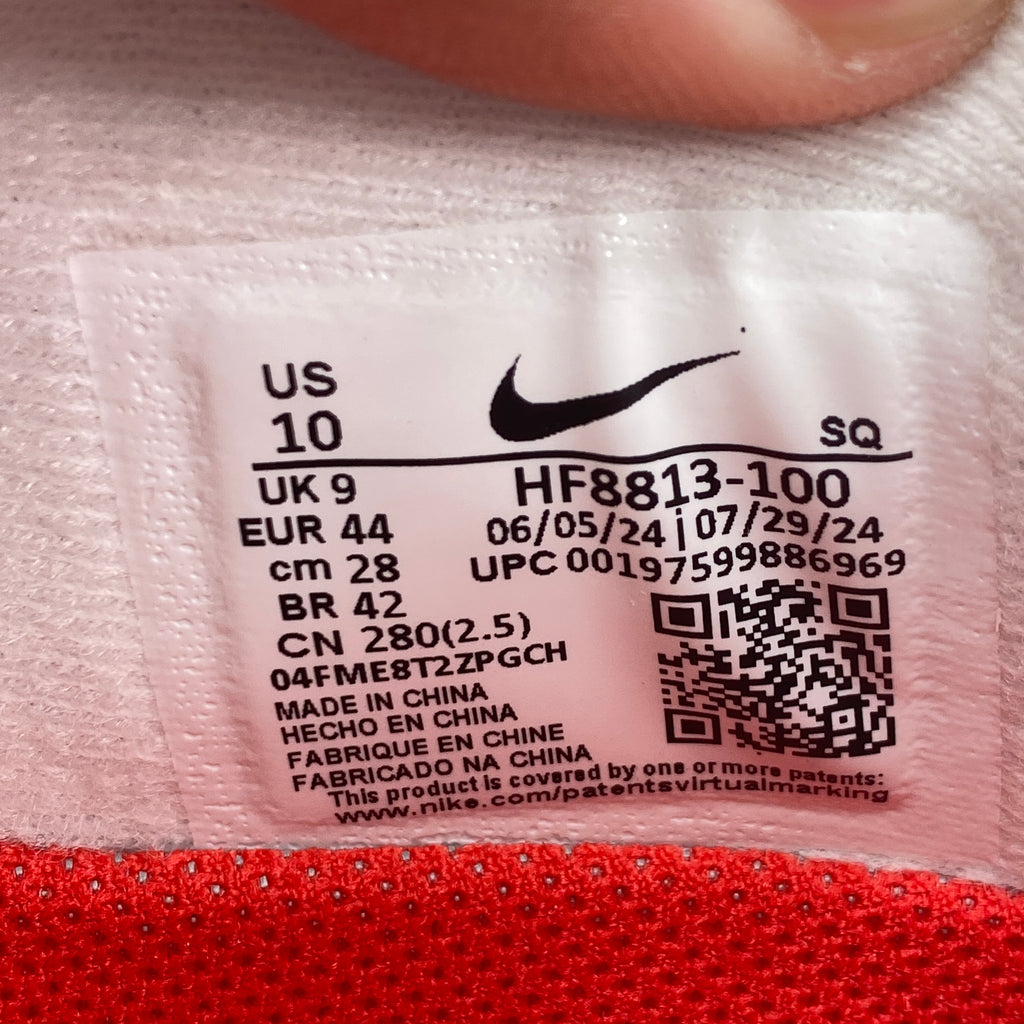 US
10
SQ
UK 9
HF8813-100
EUR 44
06/05/24 | 07/29/24
cm 28
UPC 00197599886969
BR 42
CN 280(2.5)
04FME8T2ZPGCH
MADE IN CHINA
HECHO EN CHINA
FABRIQUE EN CHINE
FABRICADO NA CHINA
This product is covered by one or more patents:
www.nike.com/patentsvirtualmarking